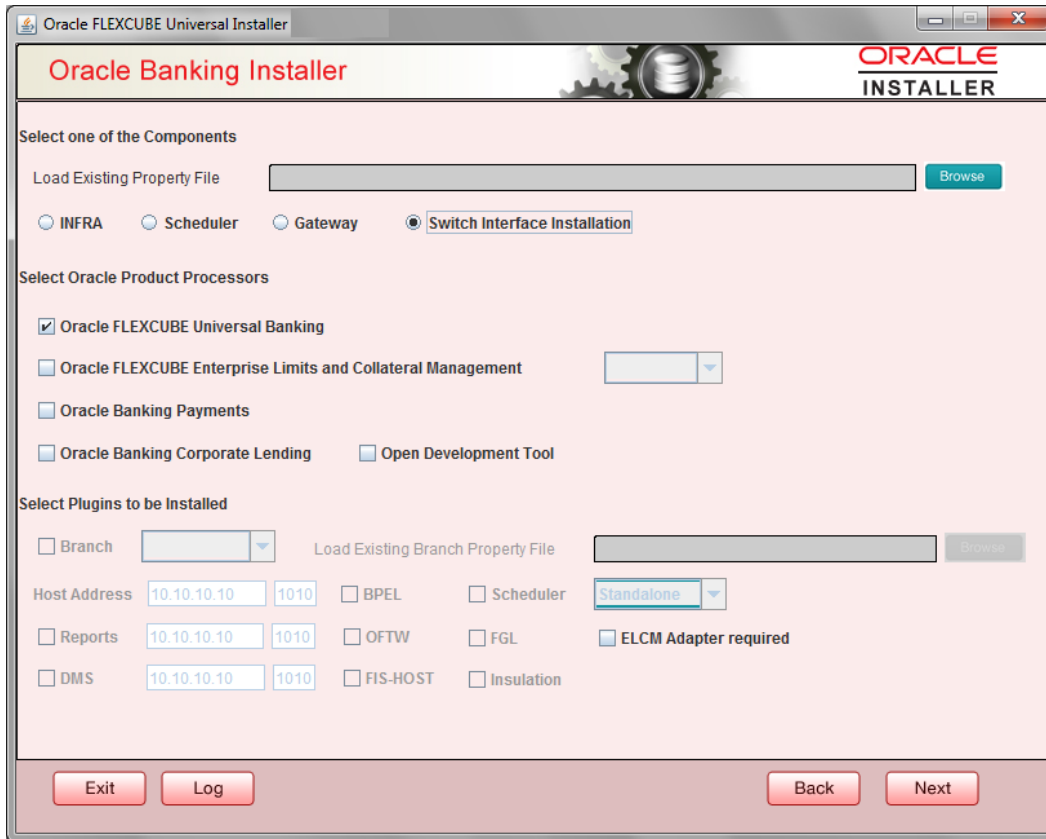 Oracle FLEXCUBE Universal Installer
Oracle Banking Installer
ORACLE
INSTALLER
Select one of the Components
Load Existing Property File
Browse
INFRA Scheduler Gateway Switch Interface Installation
Select Oracle Product Processors
Oracle FLEXCUBE Universal Banking
Oracle FLEXCUBE Enterprise Limits and Collateral Management
Oracle Banking Payments
Oracle Banking Corporate Lending Open Development Tool
Select Plugins to be Installed
Branch Load Existing Branch Property File Browse
Host Address 10.10.10.10 1010 BPEL Scheduler Standalone
Reports 10.10.10.10 1010 OFTW FGL ELCM Adapter required
DMS 10.10.10.10 1010 FIS-HOST Insulation
Exit Log Back Next